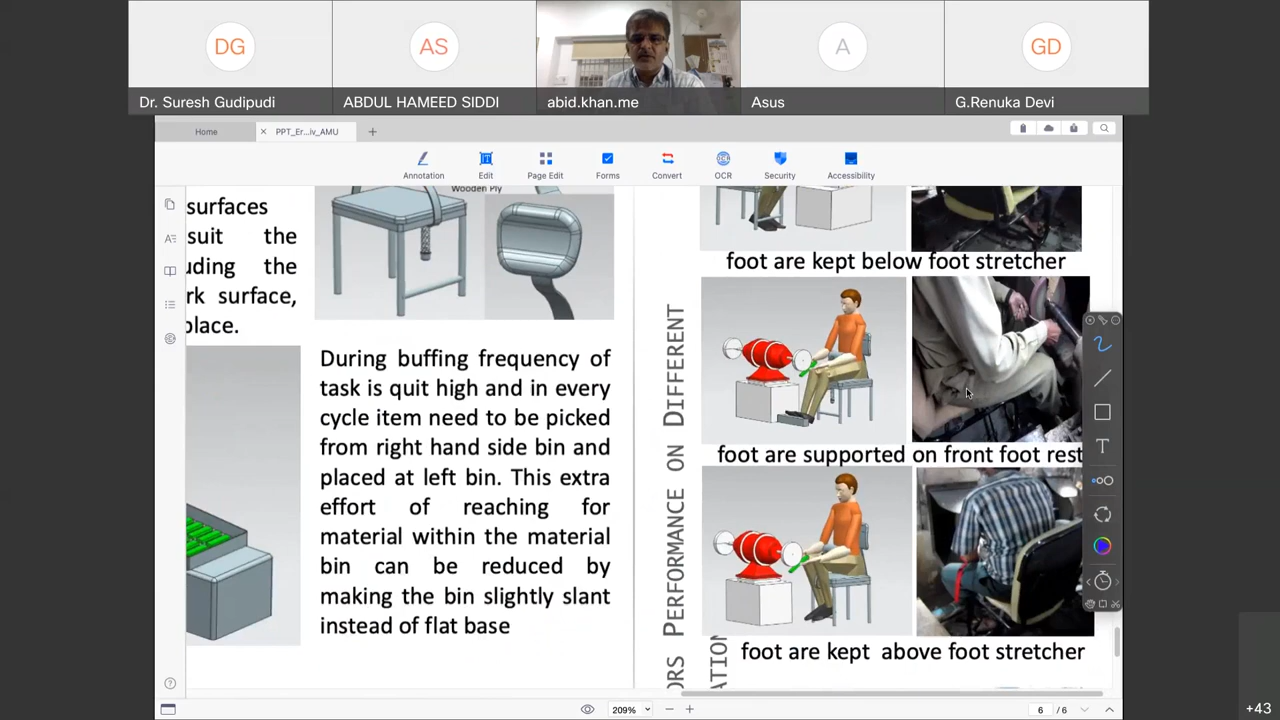 DG
AS
A
GD
Dr. Suresh Gudipudi
ABDUL HAMEED SIDDI
abid.khan.me
Asus
G.Renuka Devi
Home
PPT_Er...iv_AMU
Annotation
Edit
Page Edit
Forms
Convert
OCR
Security
Accessibility
surfaces
suit the
uding the
rk surface,
place.
Wooden Ply
During buffing frequency of
task is quit high and in every
cycle item need to be picked
from right hand side bin and
placed at left bin. This extra
effort of reaching for
material within the material
bin can be reduced by
making the bin slightly slant
instead of flat base
ORS PERFORMANCE ON DIFFERENT
ATION
foot are kept below foot stretcher
foot are supported on front foot rest
foot are kept above foot stretcher
209%
6 / 6
+43